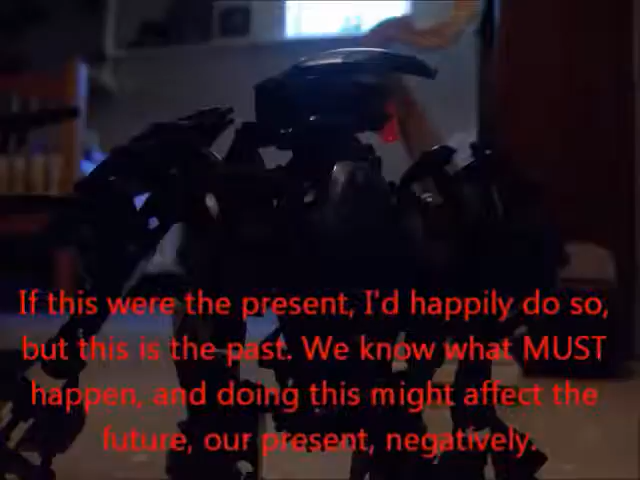 If this were the present, I'd happily do so,
but this is the past. We know what MUST
happen, and doing this might affect the
future, our present, negatively.